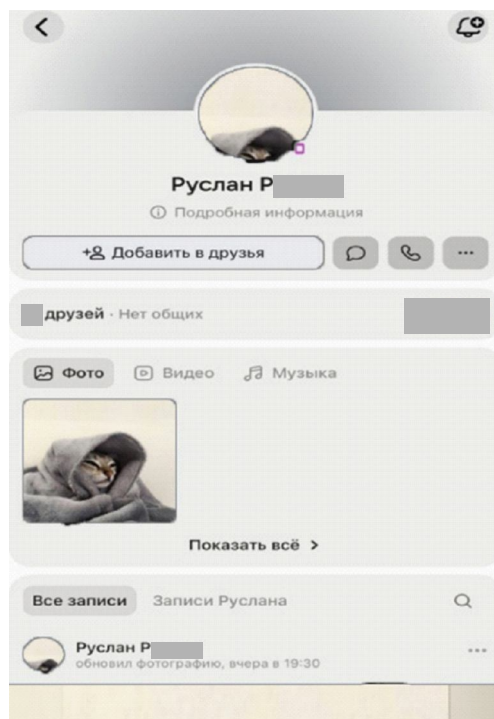 Руслан Р
Подробная информация
Добавить в друзья
друзей · Нет общих
Фото Видео Музыка
Показать всё
Все записи Записи Руслана
Руслан Р
обновил фотографию, вчера в 19:30